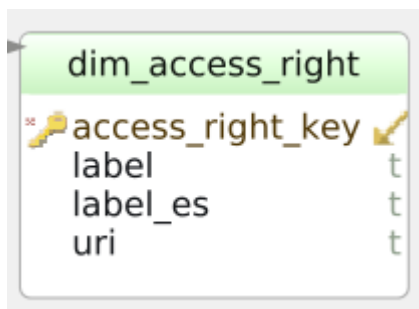 dim_access_right
access_right_key
label t
label_es t
uri t